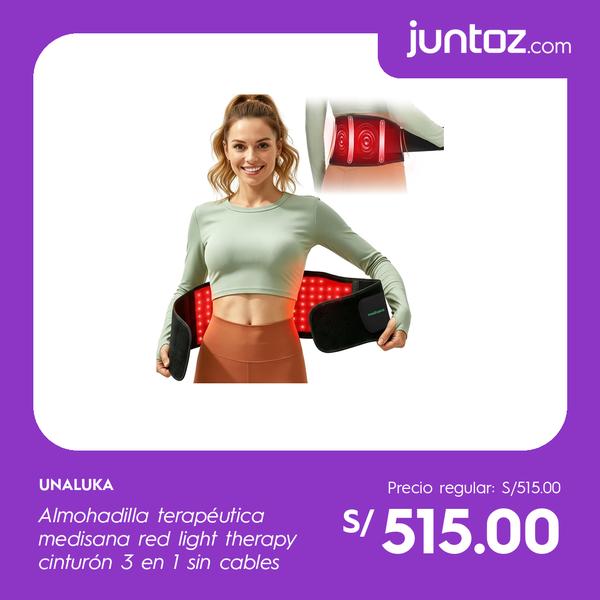 juntoz.com
UNALUKA
Almohadilla terapéutica
medisana red light therapy
cinturón 3 en 1 sin cables
Precio regular: S/515.00
S/ 515.00